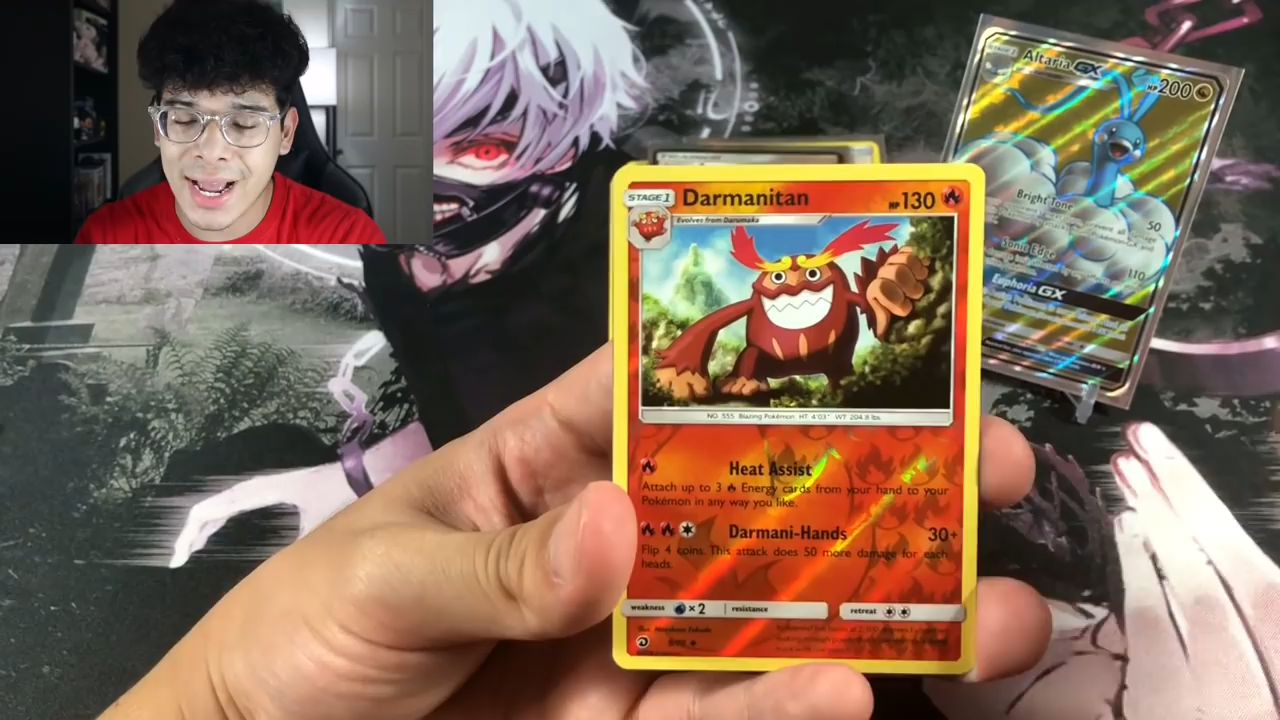 STAGE 1
Darmanitan
HP 130
Evolves from Darumaka
NO. 555 Blazing Pokémon HT: 4'03" WT: 204.8 lbs.
Heat Assist
Attach up to 3 Energy cards from your hand to your
Pokémon in any way you like.
Darmani-Hands 30+
Flip 4 coins. This attack does 50 more damage for each
heads.
weakness ×2 resistance retreat
Altaria GX
HP 200
Bright Tone
50
Sonic Edge
110
Euphoria GX